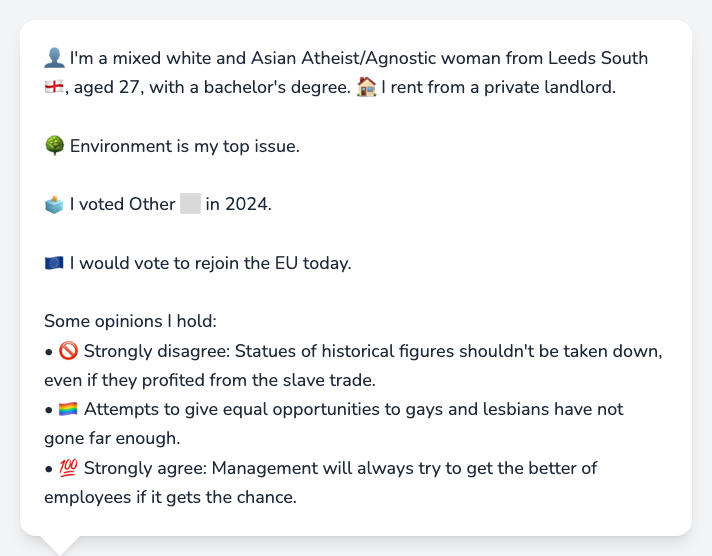 👤 I'm a mixed white and Asian Atheist/Agnostic woman from Leeds South
🏴󠁧󠁢󠁥󠁮󠁧󠁿, aged 27, with a bachelor's degree. 🏠 I rent from a private landlord.
🌳 Environment is my top issue.
🗳️ I voted Other ⬜ in 2024.
🇪🇺 I would vote to rejoin the EU today.
Some opinions I hold:
• 🚫 Strongly disagree: Statues of historical figures shouldn't be taken down,
even if they profited from the slave trade.
• 🏳️‍🌈 Attempts to give equal opportunities to gays and lesbians have not
gone far enough.
• 💯 Strongly agree: Management will always try to get the better of
employees if it gets the chance.